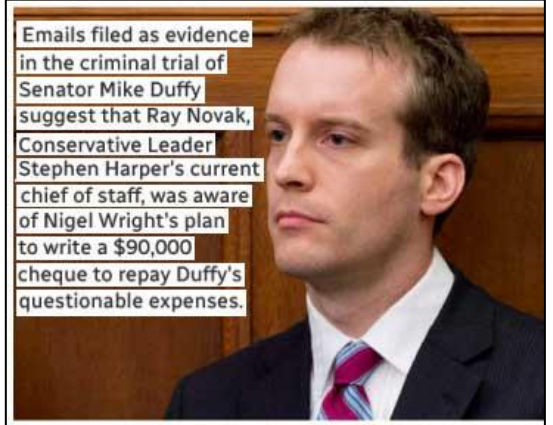 Emails filed as evidence
in the criminal trial of
Senator Mike Duffy
suggest that Ray Novak,
Conservative Leader
Stephen Harper's current
chief of staff, was aware
of Nigel Wright's plan
to write a $90,000
cheque to repay Duffy's
questionable expenses.